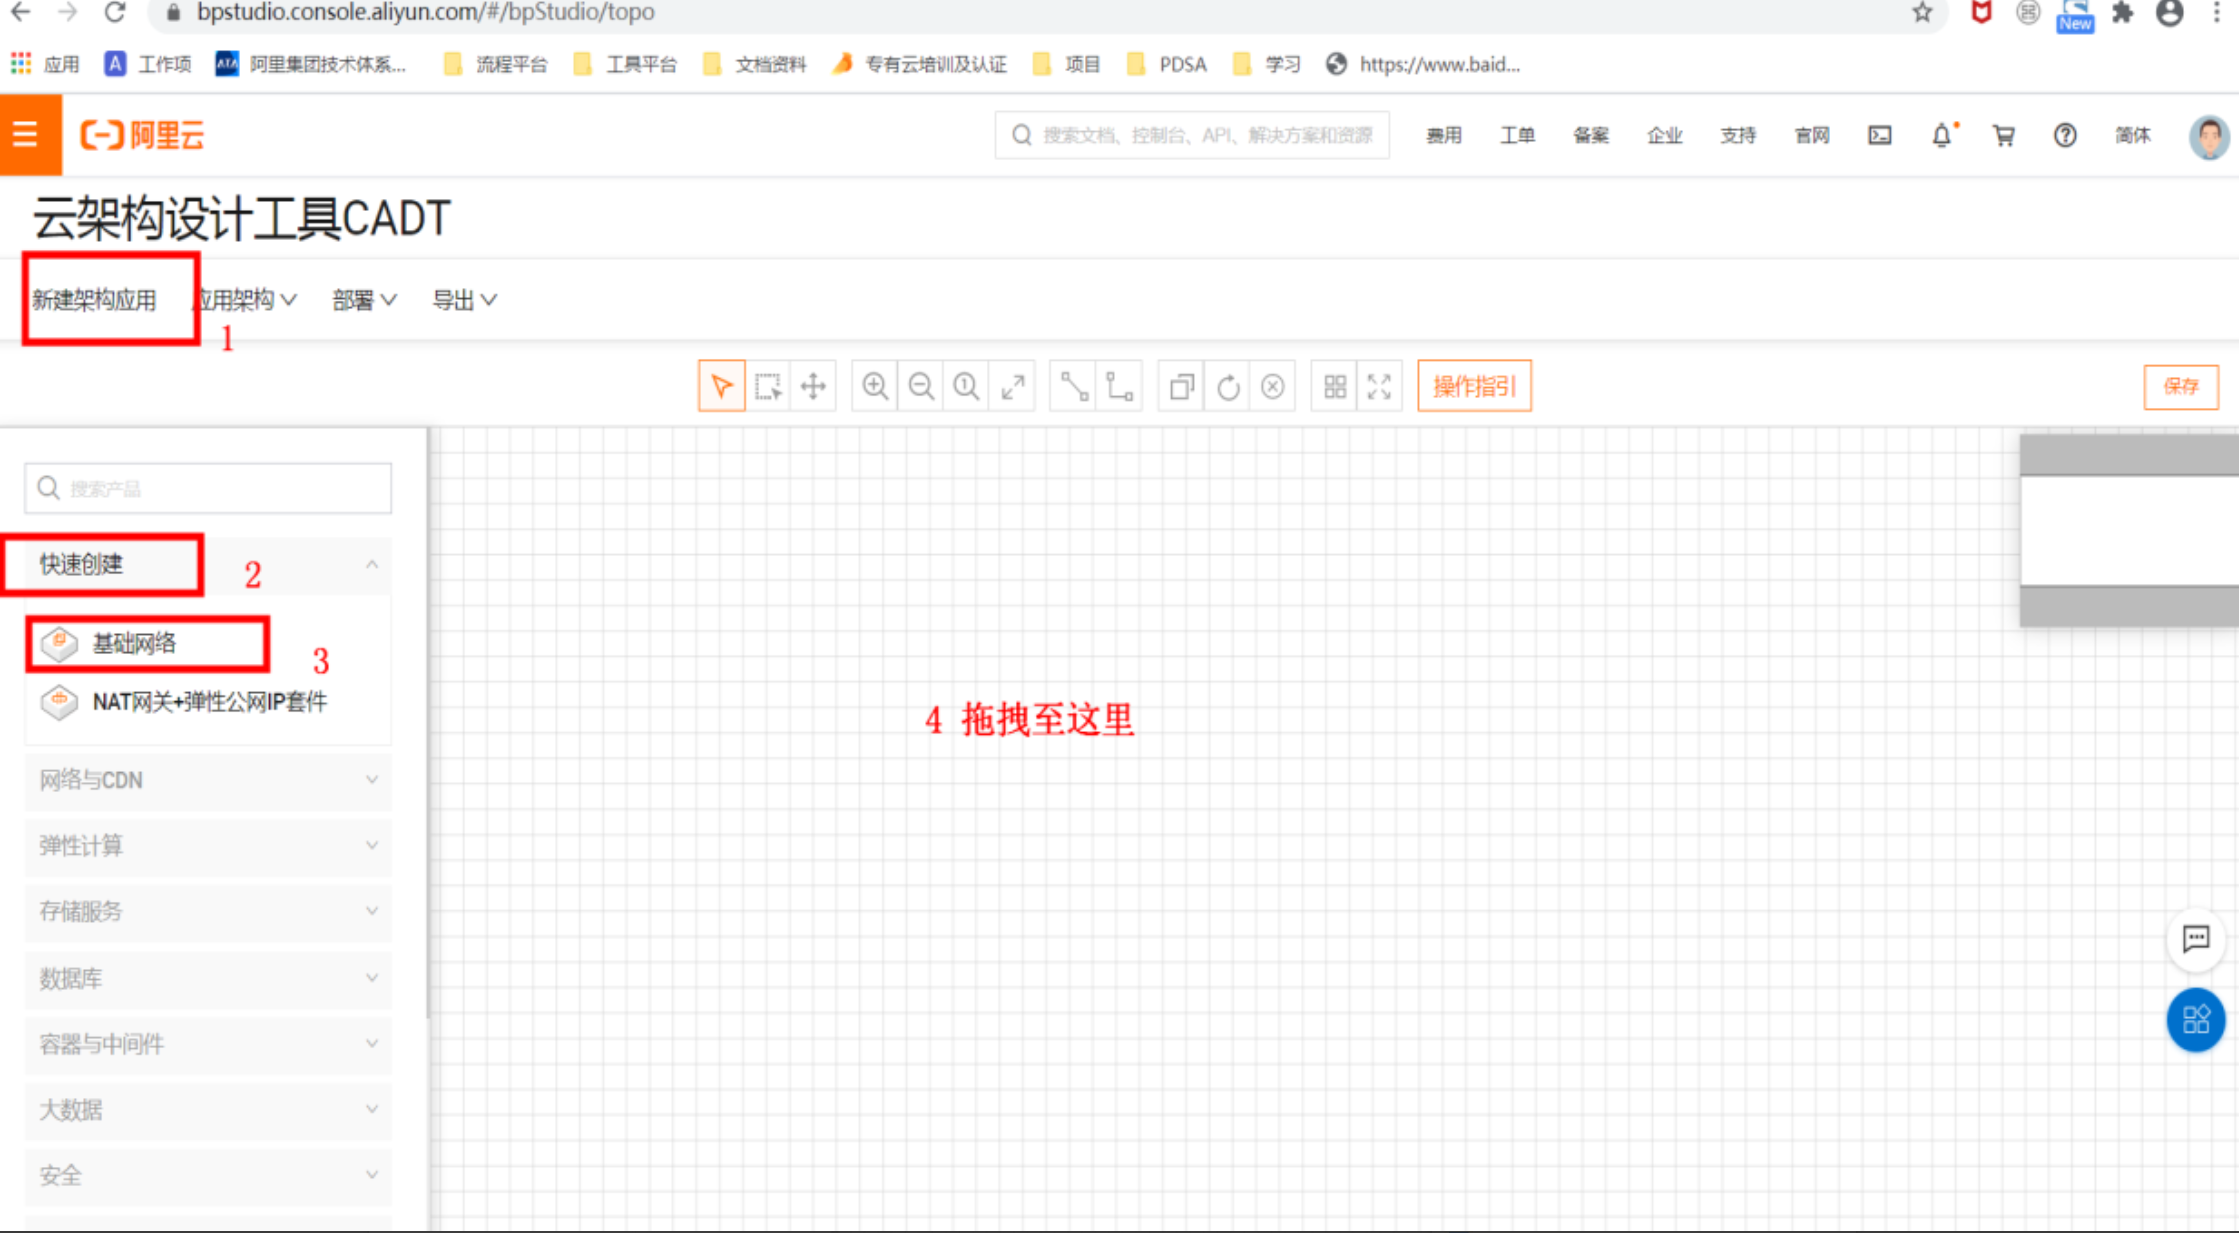 bpstudio.console.aliyun.com/#/bpStudio/topo
New
应用 A 工作项 ATA 阿里集团技术体系... 流程平台 工具平台 文档资料 专有云培训及认证 项目 PDSA 学习 https://www.baid...
阿里云 搜索文档、控制台、API、解决方案和资源 费用 工单 备案 企业 支持 官网 简体
云架构设计工具CADT
新建架构应用 应用架构 部署 导出
1
操作指引 保存
搜索产品
快速创建 2
基础网络 3
NAT网关+弹性公网IP套件
4 拖拽至这里
网络与CDN
弹性计算
存储服务
数据库
容器与中间件
大数据
安全